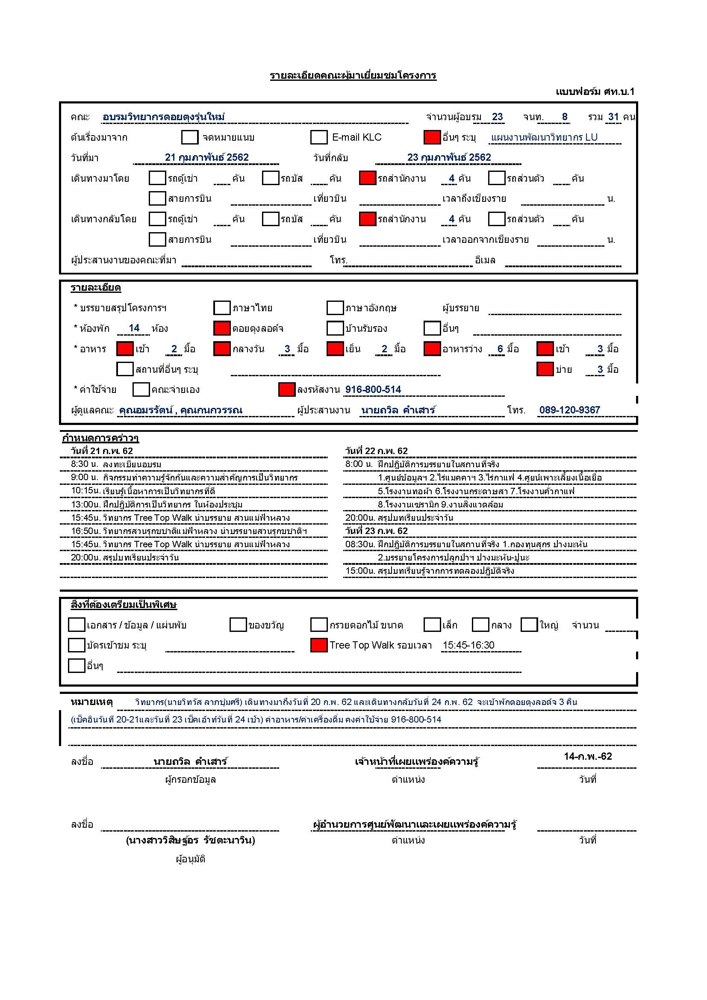 รายละเอียดคณะผู้มาเยี่ยมชมโครงการ
แบบฟอร์ม ศท.บ.1
คณะ อบรมวิทยากรดอยตุงรุ่นใหม่ จำนวนผู้อบรม 23 จนท. 8 รวม 31 คน
ต้นเรื่องมาจาก จดหมายแนบ E-mail KLC อื่นๆ ระบุ แผนงานพัฒนาวิทยากร LU
วันที่มา 21 กุมภาพันธ์ 2562 วันที่กลับ 23 กุมภาพันธ์ 2562
เดินทางมาโดย รถตู้เช่า คัน รถบัส คัน รถสำนักงาน 4 คัน รถส่วนตัว คัน
สายการบิน เที่ยวบิน เวลาถึงเชียงราย น.
เดินทางกลับโดย รถตู้เช่า คัน รถบัส คัน รถสำนักงาน 4 คัน รถส่วนตัว คัน
สายการบิน เที่ยวบิน เวลาออกจากเชียงราย น.
ผู้ประสานงานของคณะที่มา โทร. อีเมล
รายละเอียด
* บรรยายสรุปโครงการฯ ภาษาไทย ภาษาอังกฤษ ผู้บรรยาย
* ห้องพัก 14 ห้อง ดอยตุงลอด์จ บ้านรับรอง อื่นๆ
* อาหาร เช้า 2 มื้อ กลางวัน 3 มื้อ เย็น 2 มื้อ อาหารว่าง 6 มื้อ เช้า 3 มื้อ
สถานที่อื่นๆ ระบุ บ่าย 3 มื้อ
* ค่าใช้จ่าย คณะจ่ายเอง ลงรหัสงาน 916-800-514
ผู้ดูแลคณะ คุณอมรรัตน์ , คุณกนกวรรณ ผู้ประสานงาน นายถวิล คำเสาร์ โทร. 089-120-9367
กำหนดการคร่าวๆ
วันที่ 21 ก.พ. 62
8:30 น. ลงทะเบียนอบรม
9:00 น. กิจกรรมทำความรู้จักกันและความสำคัญการเป็นวิทยากร
10:15น. เรียนรู้เนื้อหาการเป็นวิทยากรที่ดี
13:00น. ฝึกปฏิบัติการเป็นวิทยากร ในห้องประชุม
15:45น. วิทยากร Tree Top Walk นำบรรยาย สวนแม่ฟ้าหลวง
16:50น. วิทยากรสวนรุกขชาติแม่ฟ้าหลวง นำบรรยายสวนรุกขชาติฯ
15:45น. วิทยากร Tree Top Walk นำบรรยาย สวนแม่ฟ้าหลวง
20:00น. สรุปบทเรียนประจำวัน
วันที่ 22 ก.พ. 62
8:00 น. ฝึกปฏิบัติการบรรยายในสถานที่จริง
1.ศูนย์ข้อมูลฯ 2.ไร่แมคคาฯ 3.ไร่กาแฟ 4.ศูยน์เพาะเลี้ยงเนื้อเยื่อ
5.โรงงานทอผ้า 6.โรงงานกระดาษสา 7.โรงงานคั่วกาแฟ
8.โรงงานเซรามิก 9.งานสิ่งแวดล้อม
20:00น. สรุปบทเรียนประจำวัน
วันที่ 23 ก.พ. 62
08:30น. ฝึกปฏิบัติการบรรยายในสถานที่จริง 1.กองทุนสุกร ปางมะหัน
2.บรรยายโครงการปลูกป่าฯ ปางมะหัน-ปูนะ
15:00น. สรุปบทเรียนรู้จากการทดลองปฏิบัติจริง
สิ่งที่ต้องเตรียมเป็นพิเศษ
เอกสาร / ข้อมูล / แผ่นพับ ของขวัญ กรวยดอกไม้ ขนาด เล็ก กลาง ใหญ่ จำนวน
บัตรเข้าชม ระบุ Tree Top Walk รอบเวลา 15:45-16:30
อื่นๆ
หมายเหตุ วิทยากร(นายวิทวัส ลาภชุ่มศรี) เดินทางมาถึงวันที่ 20 ก.พ. 62 และเดินทางกลับวันที่ 24 ก.พ. 62 จะเข้าพักดอยตุงลอด์จ 3 คืน
(เช็คอินวันที 20-21และวันที่ 23 เช็คเอ้าท์วันที่ 24 เช้า) ค่าอาหาร/ค่าเครื่องดื่ม คงค่าใช้จ่าย 916-800-514
ลงชื่อ นายถวิล คำเสาร์ เจ้าหน้าที่เผยแพร่องค์ความรู้ 14-ก.พ.-62
ผู้กรอกข้อมูล ตำแหน่ง วันที่
ลงชื่อ ผู้อำนวยการศูนย์พัฒนาและเผยแพร่องค์ความรู้
(นางสาววิสิษฐ์อร รัชตะนาวิน) ตำแหน่ง วันที่
ผู้อนุมัติ